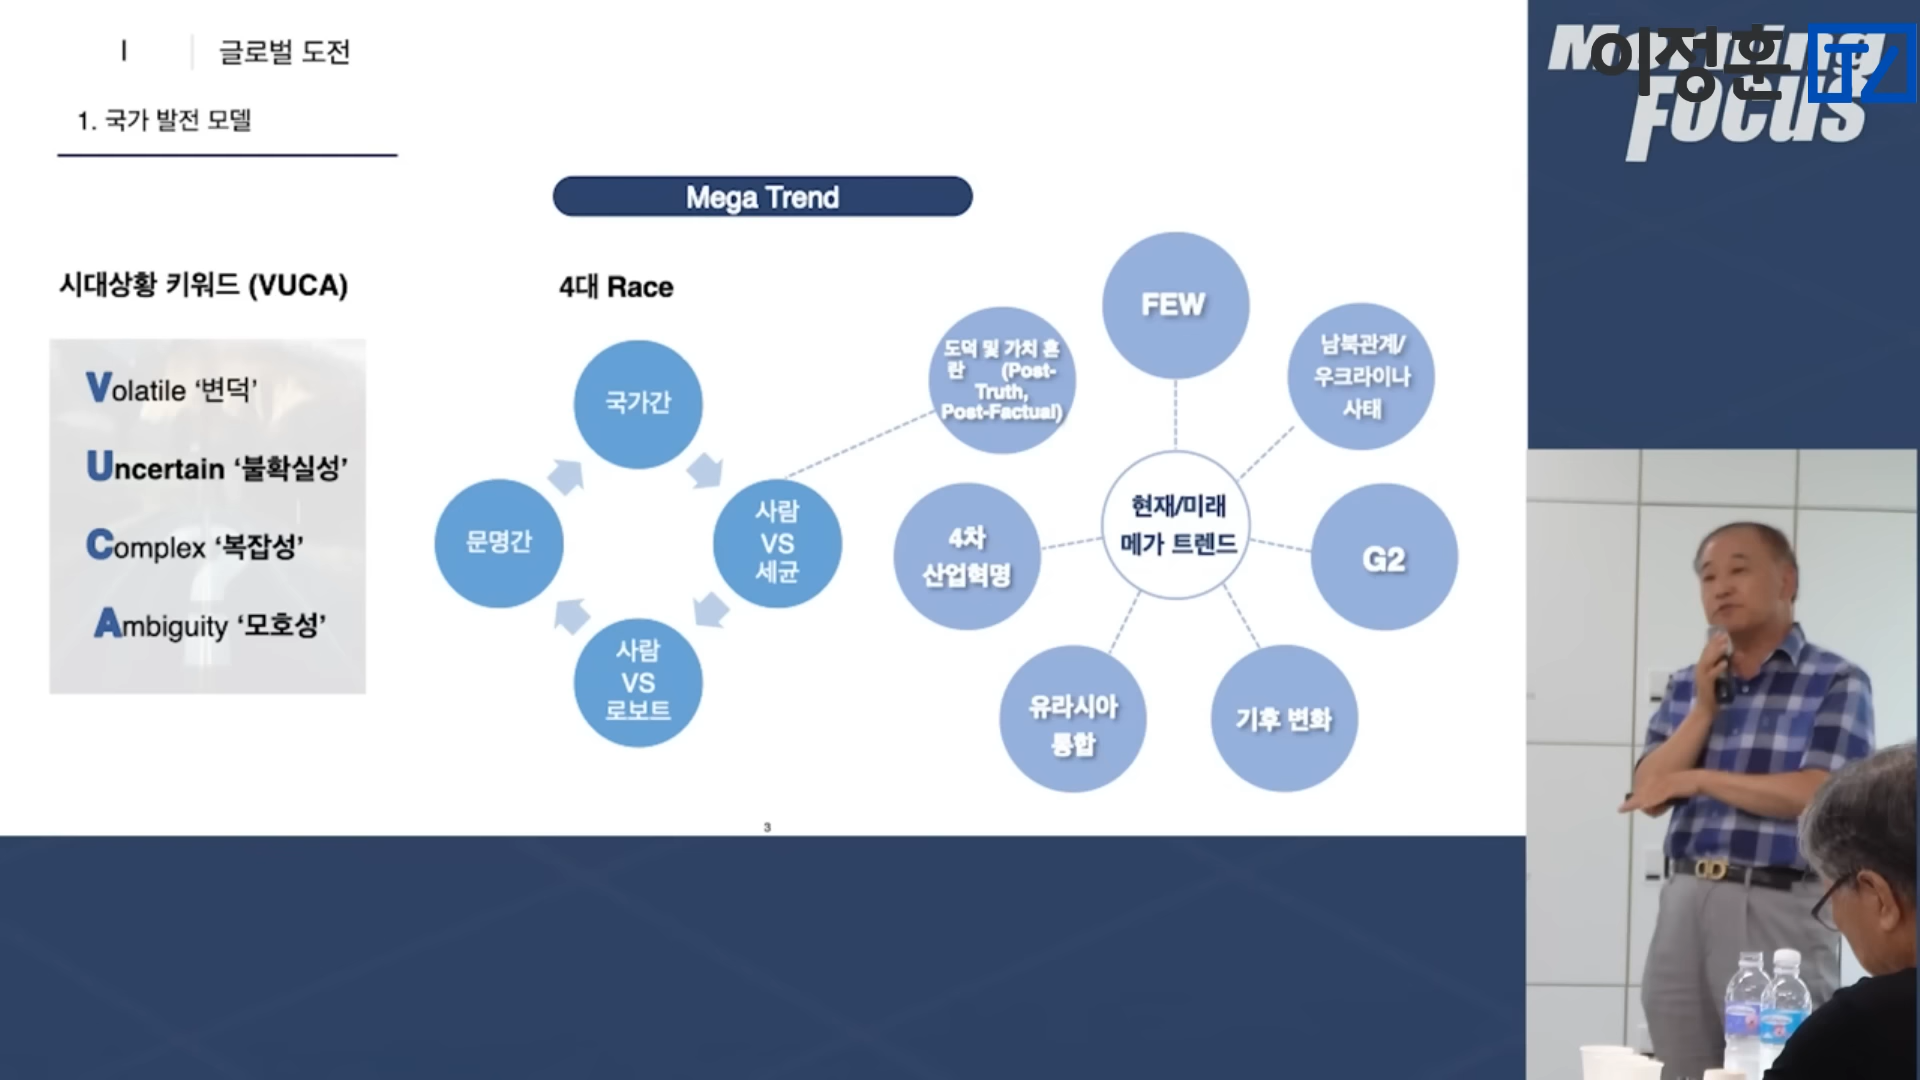 I
글로벌 도전
1. 국가 발전 모델
Mega Trend
시대상황 키워드 (VUCA)
Volatile ‘변덕’
Uncertain ‘불확실성’
Complex ‘복잡성’
Ambiguity ‘모호성’
4대 Race
국가간
사람
VS
세균
사람
VS
로보트
문명간
FEW
남북관계/
우크라이나
사태
G2
기후 변화
유라시아
통합
4차
산업혁명
도덕 및 가치 혼
란 (Post-
Truth,
Post-Factual)
현재/미래
메가 트렌드
3
Morning
Focus
이정훈 TV